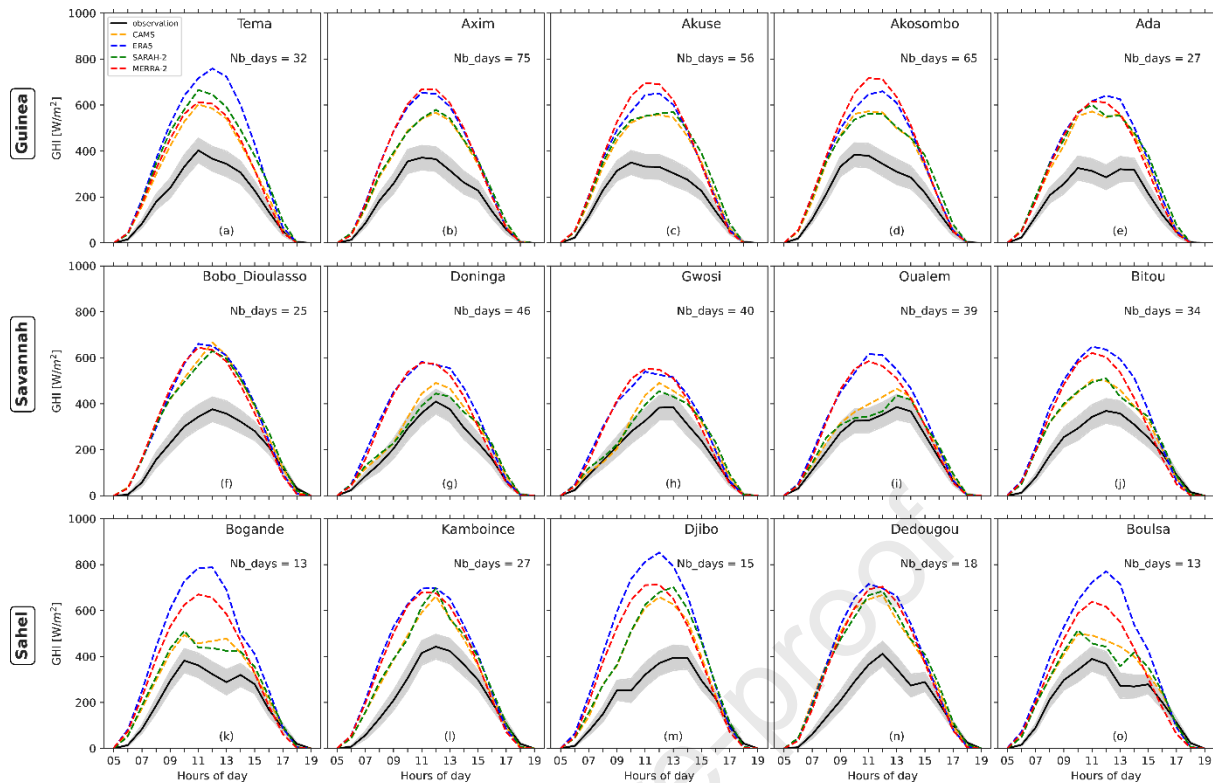 Tema Axim Akuse Akosombo Ada
observation
CAMS
ERA5
SARAH-2
MERRA-2
Nb_days = 32 Nb_days = 75 Nb_days = 56 Nb_days = 65 Nb_days = 27
1000
800
600
400
200
0
GHI [W/m²]
Guinea
(a) (b) (c) (d) (e)
Bobo_Dioulasso Doninga Gwosi Oualem Bitou
Nb_days = 25 Nb_days = 46 Nb_days = 40 Nb_days = 39 Nb_days = 34
1000
800
600
400
200
0
GHI [W/m²]
Savannah
(f) (g) (h) (i) (j)
Bogande Kamboince Djibo Dedougou Boulsa
Nb_days = 13 Nb_days = 27 Nb_days = 15 Nb_days = 18 Nb_days = 13
1000
800
600
400
200
0
GHI [W/m²]
Sahel
(k) (l) (m) (n) (o)
05 07 09 11 13 15 17 19 05 07 09 11 13 15 17 19 05 07 09 11 13 15 17 19 05 07 09 11 13 15 17 19 05 07 09 11 13 15 17 19
Hours of day Hours of day Hours of day Hours of day Hours of day
e-proof